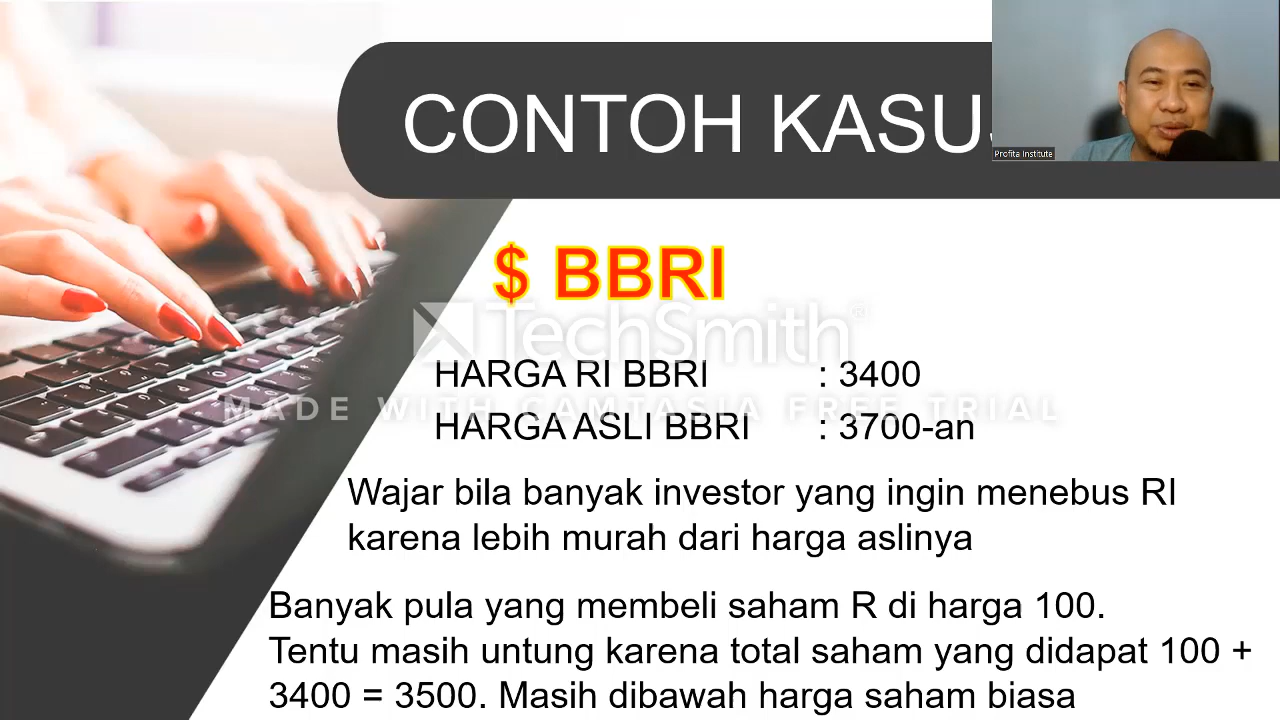 CONTOH KASUS
Profita Institute
$ BBRI
TechSmith®
HARGA RI BBRI : 3400
MADE WITH CAMTASIA FREE TRIAL
HARGA ASLI BBRI : 3700-an
Wajar bila banyak investor yang ingin menebus RI
karena lebih murah dari harga aslinya
Banyak pula yang membeli saham R di harga 100.
Tentu masih untung karena total saham yang didapat 100 +
3400 = 3500. Masih dibawah harga saham biasa